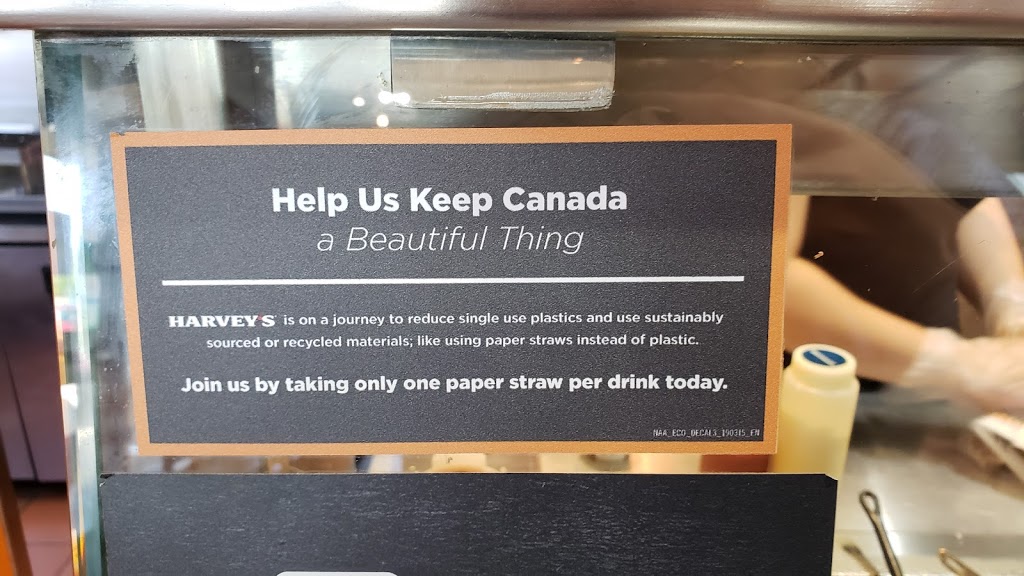 Help Us Keep Canada
a Beautiful Thing
HARVEY'S is on a journey to reduce single use plastics and use sustainably
sourced or recycled materials; like using paper straws instead of plastic.
Join us by taking only one paper straw per drink today.
NAA_ECO_DECALS_190315_EN